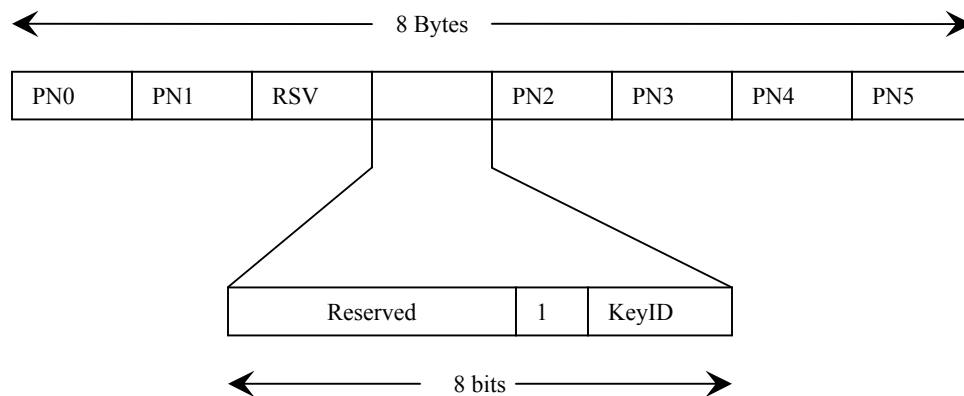 8 Bytes
PN0 PN1 RSV PN2 PN3 PN4 PN5
Reserved 1 KeyID
8 bits